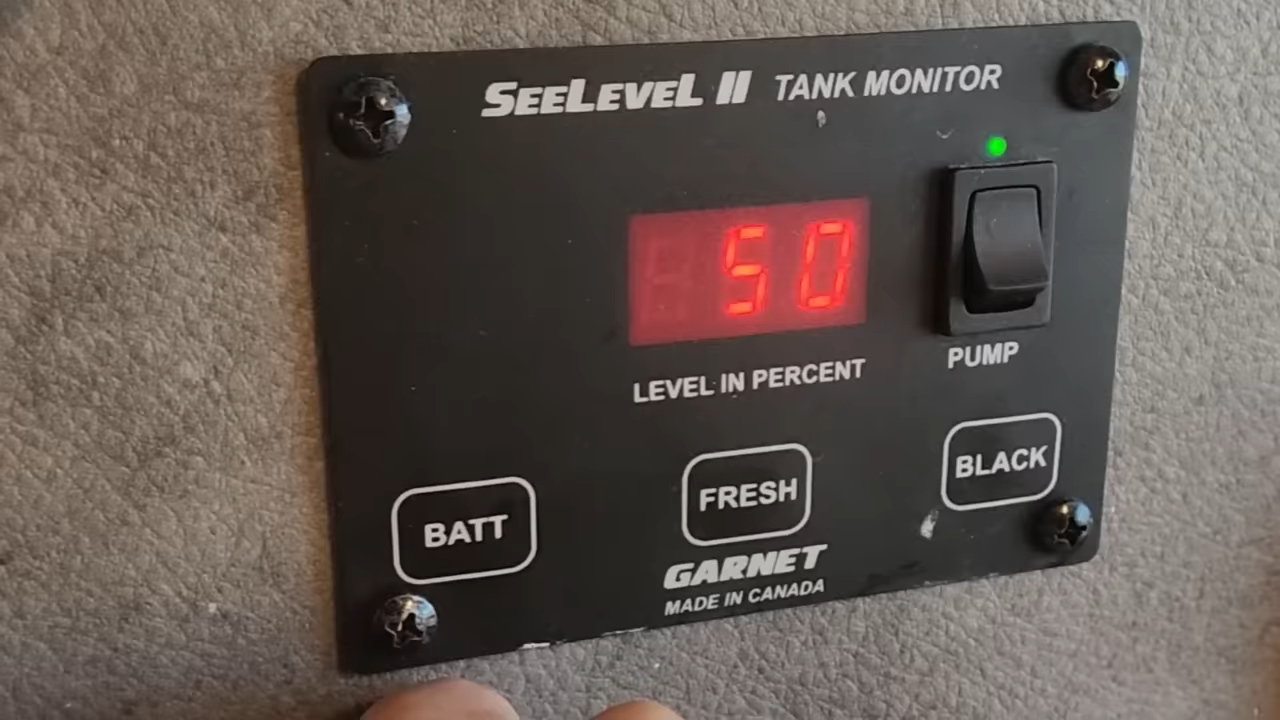 SEELEVEL II TANK MONITOR
50
LEVEL IN PERCENT
PUMP
BATT
FRESH
BLACK
GARNET
MADE IN CANADA